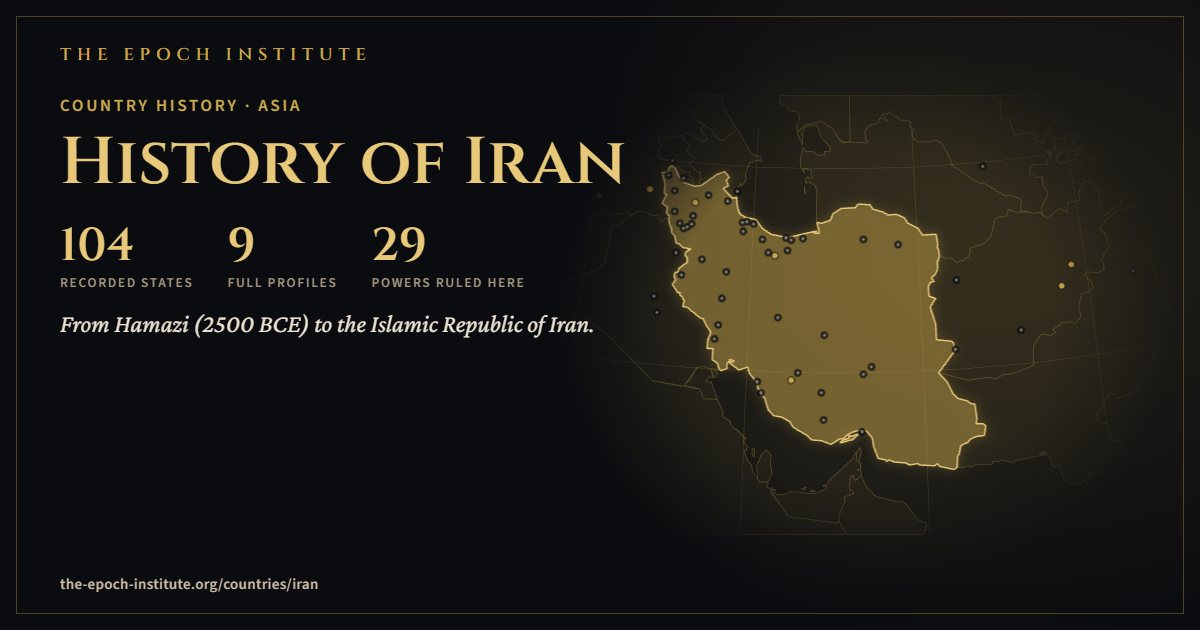 THE EPOCH INSTITUTE
COUNTRY HISTORY · ASIA
History of Iran
104 9 29
RECORDED STATES FULL PROFILES POWERS RULED HERE
From Hamazi (2500 BCE) to the Islamic Republic of Iran.
the-epoch-institute.org/countries/iran